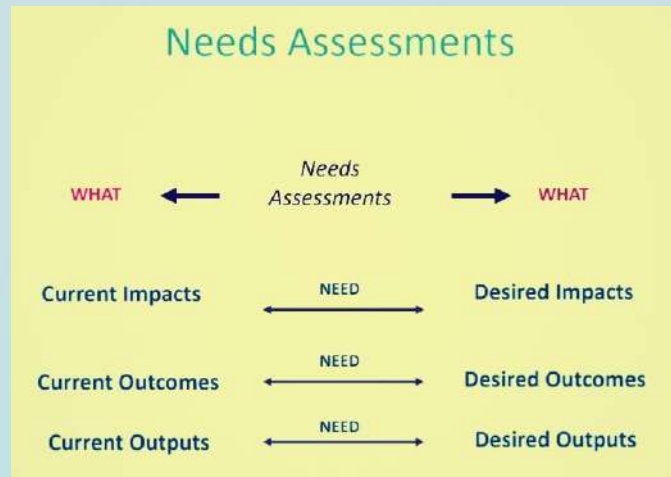 Needs Assessments
WHAT Needs Assessments WHAT
Current Impacts NEED Desired Impacts
Current Outcomes NEED Desired Outcomes
Current Outputs NEED Desired Outputs